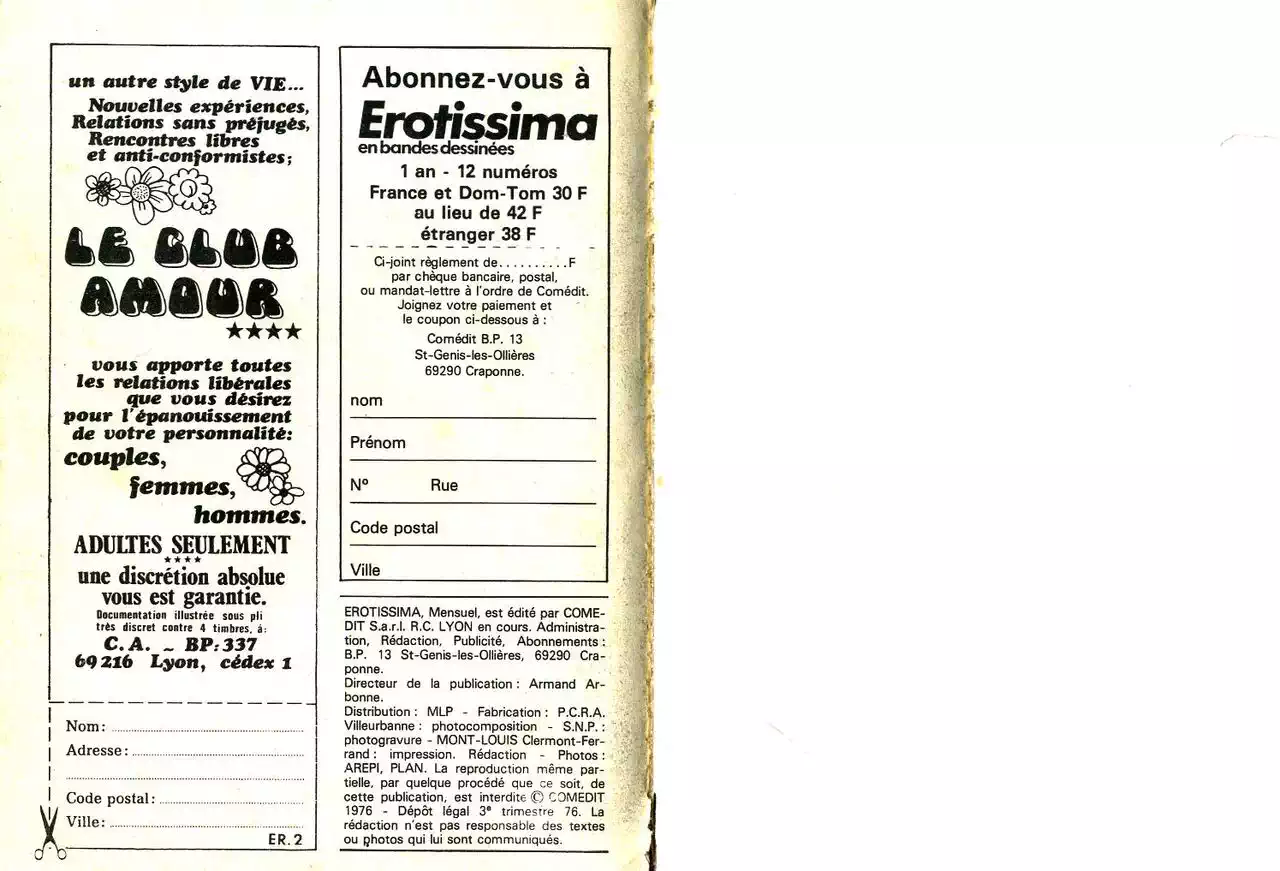 un autre style de VIE...
Nouvelles expériences,
Relations sans préjugés,
Rencontres libres
et anti-conformistes;
LE CLUB
AMOUR
★★★★
vous apporte toutes
les relations libérales
que vous désirez
pour l'épanouissement
de votre personnalité:
couples,
femmes,
hommes.
ADULTES SEULEMENT
★★★★
une discrétion absolue
vous est garantie.
Documentation illustrée sous pli
très discret contre 4 timbres, à:
C.A. – BP:337
69216 Lyon, cédex 1
Nom:
Adresse:
Code postal:
Ville:
ER.2
Abonnez-vous à
Erotissima
en bandes dessinées
1 an - 12 numéros
France et Dom-Tom 30 F
au lieu de 42 F
étranger 38 F
Ci-joint règlement de..........F
par chèque bancaire, postal,
ou mandat-lettre à l'ordre de Comédit.
Joignez votre paiement et
le coupon ci-dessous à :
Comédit B.P. 13
St-Genis-les-Ollières
69290 Craponne.
nom
Prénom
N° Rue
Code postal
Ville
EROTISSIMA, Mensuel, est édité par COME-
DIT S.a.r.l. R.C. LYON en cours. Administra-
tion, Rédaction, Publicité, Abonnements :
B.P. 13 St-Genis-les-Ollières, 69290 Cra-
ponne.
Directeur de la publication : Armand Ar-
bonne.
Distribution : MLP - Fabrication : P.C.R.A.
Villeurbanne : photocomposition - S.N.P. :
photogravure - MONT-LOUIS Clermont-Fer-
rand : impression. Rédaction - Photos :
AREPI, PLAN. La reproduction même par-
tielle, par quelque procédé que ce soit, de
cette publication, est interdite © COMEDIT
1976 - Dépôt légal 3e trimestre 76. La
rédaction n'est pas responsable des textes
ou photos qui lui sont communiqués.